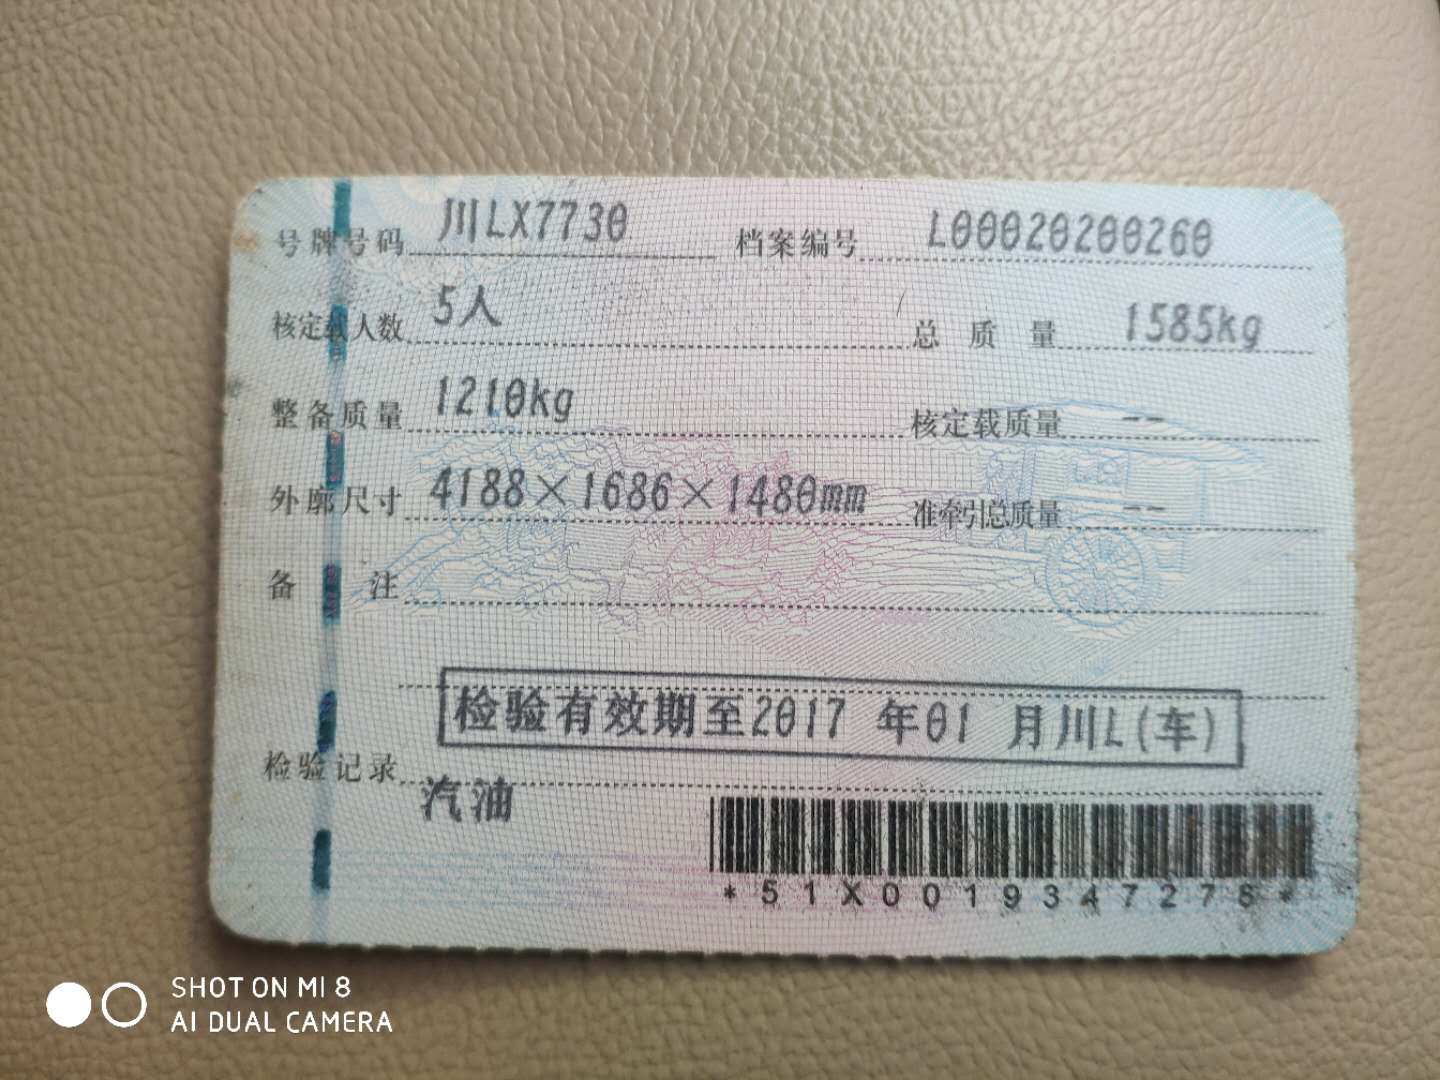 号牌号码 川LX7730 档案编号 L00020200260
核定载人数 5人 总质量 1585kg
整备质量 1210kg 核定载质量 --
外廓尺寸 4188×1686×1480mm 准牵引总质量 --
备注
检验有效期至2017 年01 月川L(车)
检验记录
汽油
*51X0019347275*
SHOT ON MI 8
AI DUAL CAMERA